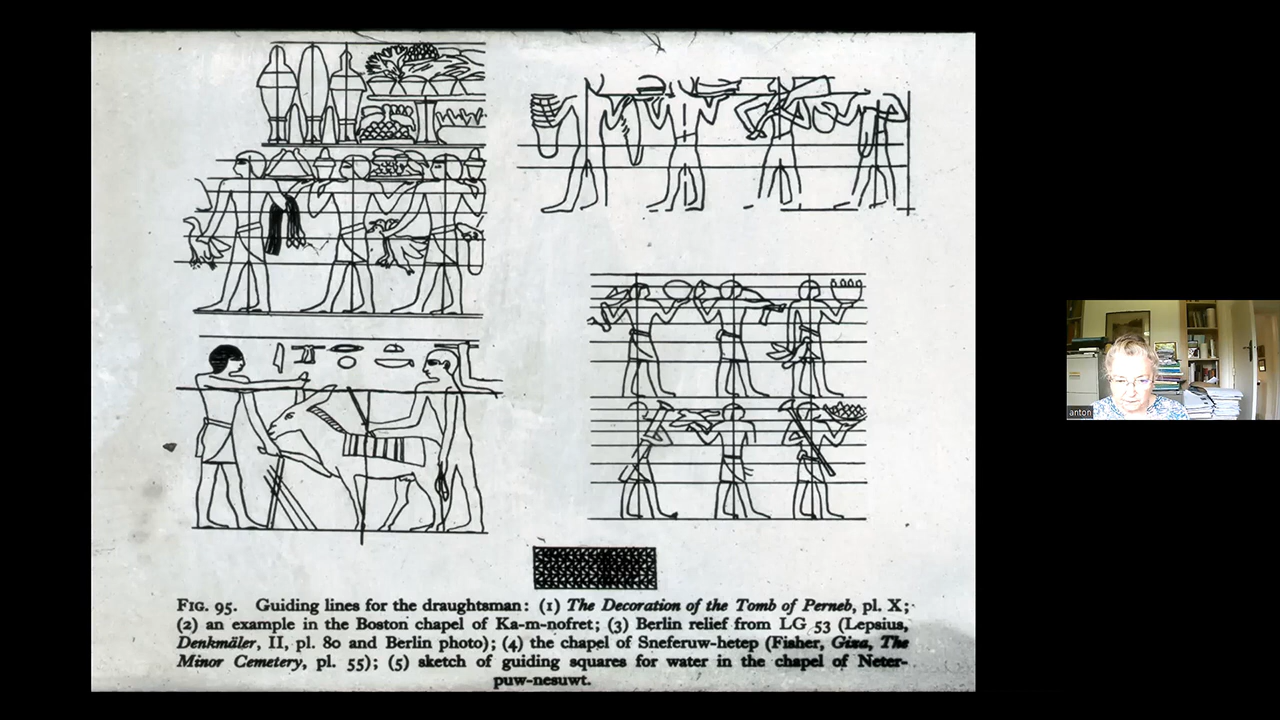 FIG. 95. Guiding lines for the draughtsman: (1) The Decoration of the Tomb of Perneb, pl. X;
(2) an example in the Boston chapel of Ka-m-nofret; (3) Berlin relief from LG 53 (Lepsius,
Denkmäler, II, pl. 80 and Berlin photo); (4) the chapel of Sneferuw-hetep (Fisher, Giza, The
Minor Cemetery, pl. 55); (5) sketch of guiding squares for water in the chapel of Neter-
puw-nesuwt.
anton